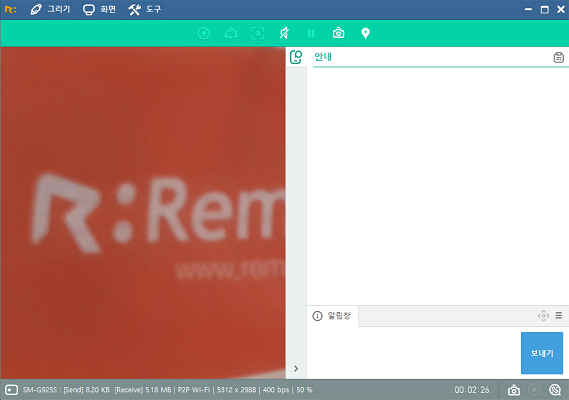 R: 그리기 화면 도구
안내
R:Rem
www.rem
알림창
보내기
SM-G925S : [Send] 8.20 KB [Receive] 5.18 MB | P2P Wi-Fi | 5312 x 2988 | 400 bps | 50 %
00:02:26